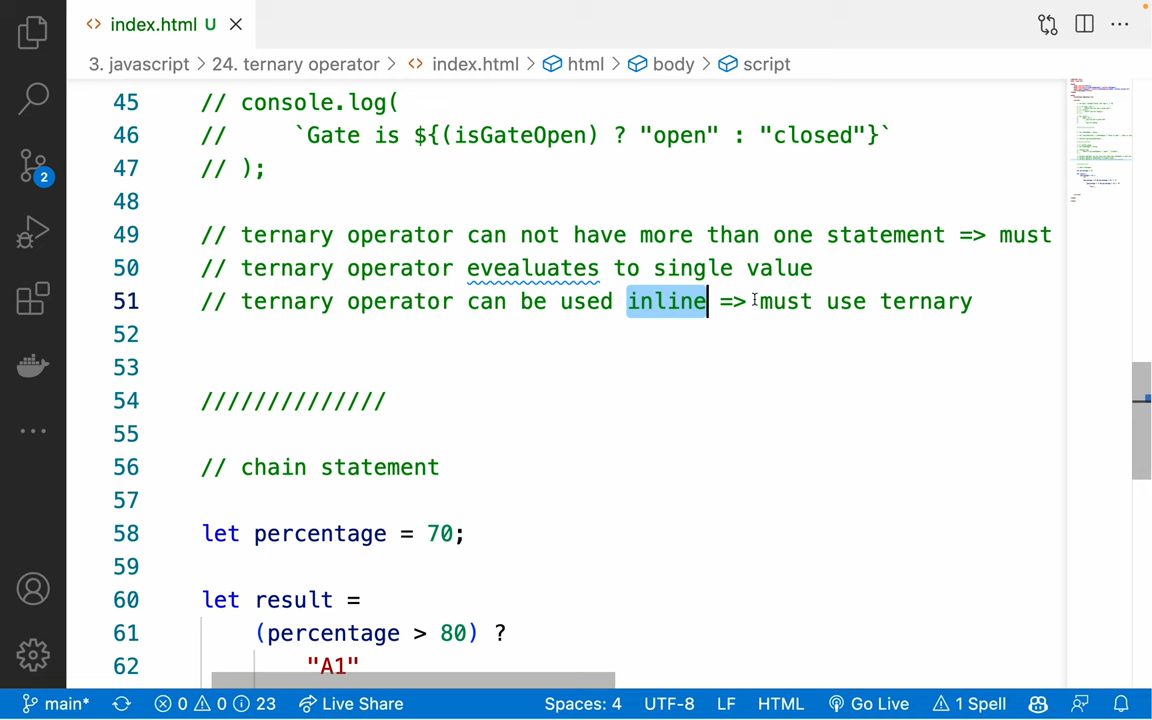 index.html U
3. javascript > 24. ternary operator > index.html > html > body > script
45 // console.log(
46 //     `Gate is ${(isGateOpen) ? "open" : "closed"}`
47 // );
48
49 // ternary operator can not have more than one statement => must
50 // ternary operator evealuates to single value
51 // ternary operator can be used inline => must use ternary
52
53
54 //////////////
55
56 // chain statement
57
58 let percentage = 70;
59
60 let result =
61 (percentage > 80) ?
62 "A1"
2
main* 0 0 23 Live Share Spaces: 4 UTF-8 LF HTML Go Live 1 Spell